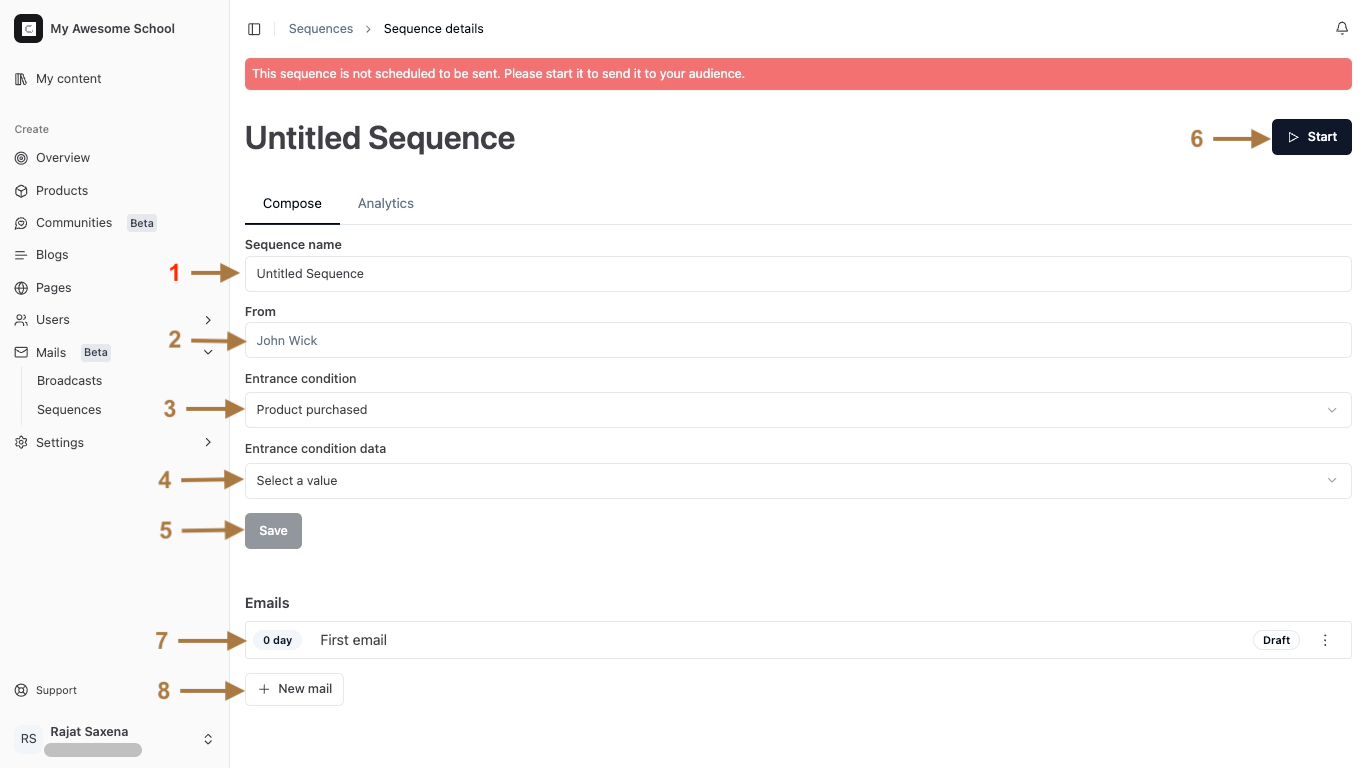 My Awesome School
My content
Create
Overview
Products
Communities Beta
Blogs
Pages
Users
Mails Beta
Broadcasts
Sequences
Settings
Support
RS Rajat Saxena
Sequences > Sequence details
This sequence is not scheduled to be sent. Please start it to send it to your audience.
Untitled Sequence
6 Start
Compose Analytics
Sequence name
1 Untitled Sequence
From
2 John Wick
Entrance condition
3 Product purchased
Entrance condition data
4 Select a value
5 Save
Emails
7 0 day First email Draft
8 + New mail